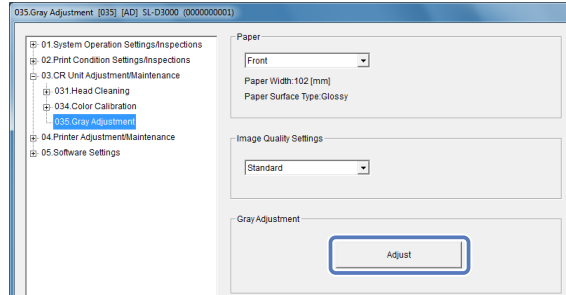 035.Gray Adjustment [035] [AD] SL-D3000 (0000000001)
01.System Operation Settings/Inspections
02.Print Condition Settings/Inspections
03.CR Unit Adjustment/Maintenance
031.Head Cleaning
034.Color Calibration
035.Gray Adjustment
04.Printer Adjustment/Maintenance
05.Software Settings
Paper
Front
Paper Width:102 [mm]
Paper Surface Type:Glossy
Image Quality Settings
Standard
Gray Adjustment
Adjust